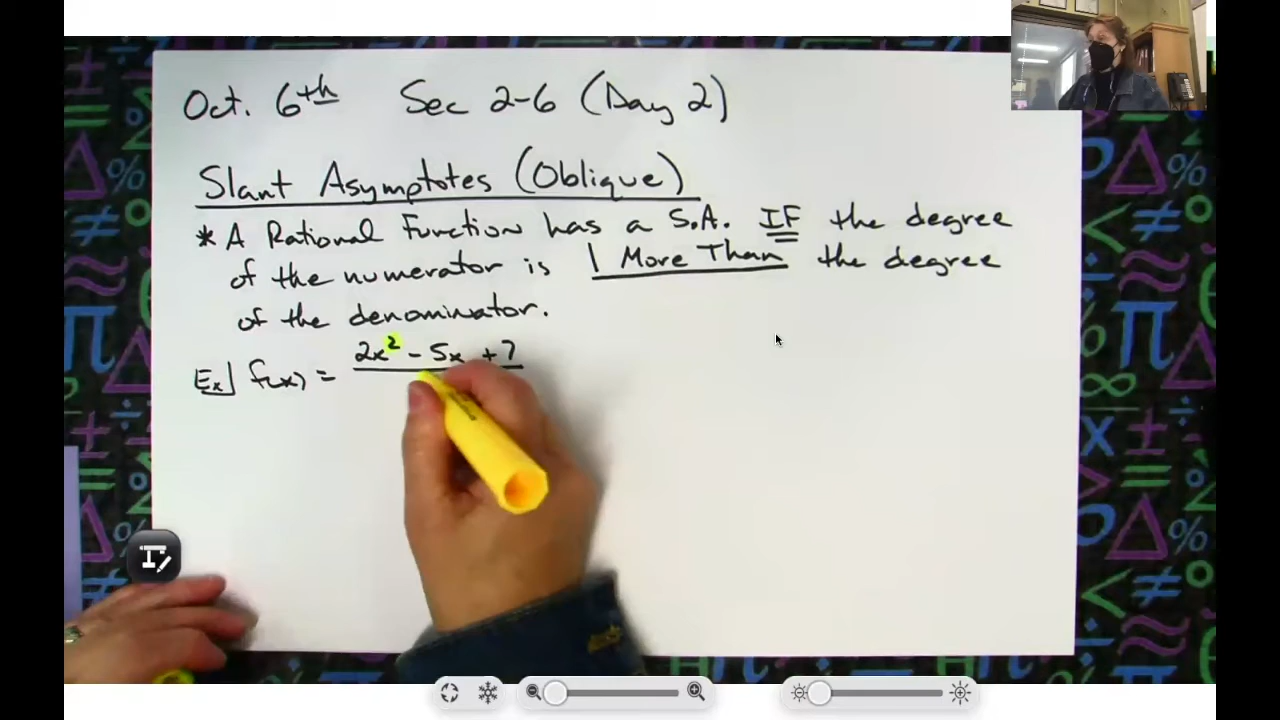 Oct. 6th Sec 2-6 (Day 2)
Slant Asymptotes (Oblique)
* A Rational Function has a S.A. IF the degree
of the numerator is 1 More Than the degree
of the denominator.
Ex] f(x) = 2x² - 5x + 7